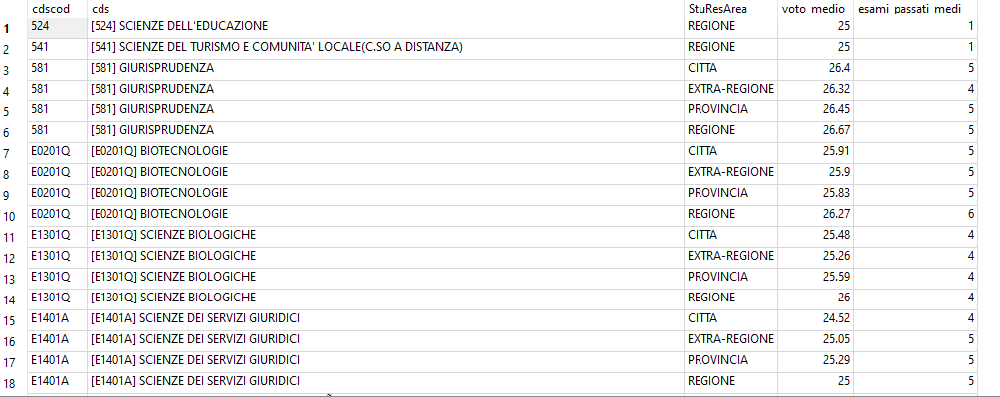 cdscod cds StuResArea voto_medio esami_passati_medi
1 524 [524] SCIENZE DELL'EDUCAZIONE REGIONE 25 1
2 541 [541] SCIENZE DEL TURISMO E COMUNITA' LOCALE(C.SO A DISTANZA) REGIONE 25 1
3 581 [581] GIURISPRUDENZA CITTA 26.4 5
4 581 [581] GIURISPRUDENZA EXTRA-REGIONE 26.32 4
5 581 [581] GIURISPRUDENZA PROVINCIA 26.45 5
6 581 [581] GIURISPRUDENZA REGIONE 26.67 5
7 E0201Q [E0201Q] BIOTECNOLOGIE CITTA 25.91 5
8 E0201Q [E0201Q] BIOTECNOLOGIE EXTRA-REGIONE 25.9 5
9 E0201Q [E0201Q] BIOTECNOLOGIE PROVINCIA 25.83 5
10 E0201Q [E0201Q] BIOTECNOLOGIE REGIONE 26.27 6
11 E1301Q [E1301Q] SCIENZE BIOLOGICHE CITTA 25.48 4
12 E1301Q [E1301Q] SCIENZE BIOLOGICHE EXTRA-REGIONE 25.26 4
13 E1301Q [E1301Q] SCIENZE BIOLOGICHE PROVINCIA 25.59 4
14 E1301Q [E1301Q] SCIENZE BIOLOGICHE REGIONE 26 4
15 E1401A [E1401A] SCIENZE DEI SERVIZI GIURIDICI CITTA 24.52 4
16 E1401A [E1401A] SCIENZE DEI SERVIZI GIURIDICI EXTRA-REGIONE 25.05 5
17 E1401A [E1401A] SCIENZE DEI SERVIZI GIURIDICI PROVINCIA 25.29 5
18 E1401A [E1401A] SCIENZE DEI SERVIZI GIURIDICI REGIONE 25 5